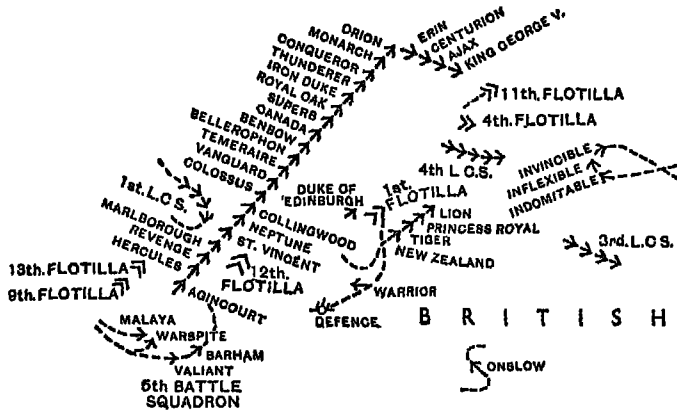 ORION
MONARCH
CONQUEROR
THUNDERER
IRON DUKE
ROYAL OAK
SUPERB
CANADA
BENBOW
BELLEROPHON
TEMERAIRE
VANGUARD
COLOSSUS
ERIN
CENTURION
AJAX
KING GEORGE V.
11th. FLOTILLA
4th. FLOTILLA
4th L C.S.
INVINCIBLE
INFLEXIBLE
INDOMITABLE
3rd. L.C.S.
1st. L.C S.
DUKE OF
EDINBURGH
1st.
FLOTILLA
LION
PRINCESS ROYAL
TIGER
NEW ZEALAND
COLLINGWOOD
NEPTUNE
ST. VINCENT
MARLBOROUGH
REVENGE
HERCULES
AGINCOURT
12th.
FLOTILLA
13th. FLOTILLA
9th. FLOTILLA
WARRIOR
DEFENCE
BRITISH
MALAYA
WARSPITE
BARHAM
VALIANT
5th BATTLE
SQUADRON
ONSLOW